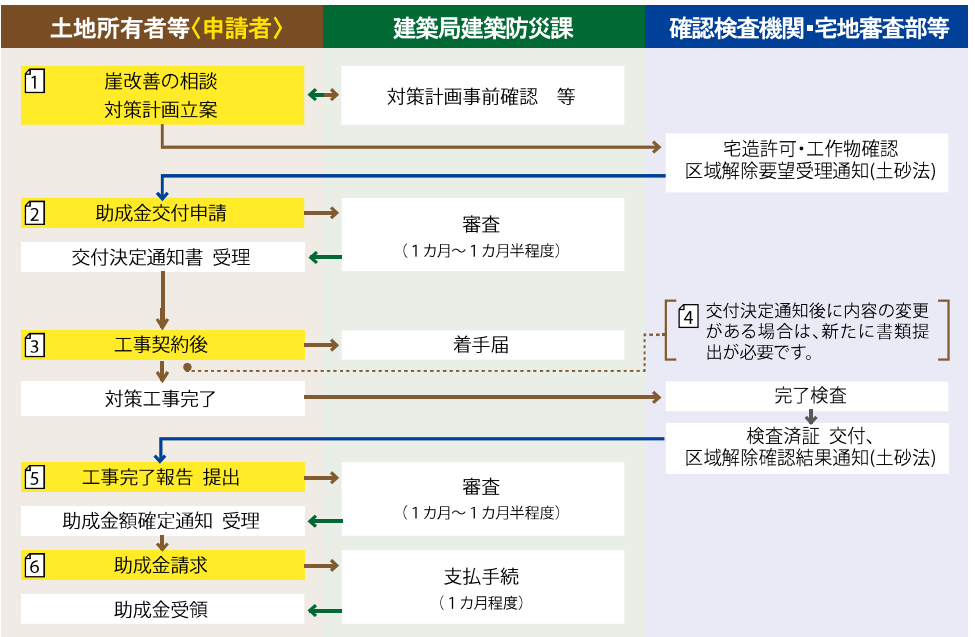 土地所有者等〈申請者〉
建築局建築防災課
確認検査機関・宅地審査部等
1
崖改善の相談
対策計画立案
対策計画事前確認　等
宅造許可・工作物確認
区域解除要望受理通知(土砂法)
2
助成金交付申請
審査
（１カ月～１カ月半程度）
交付決定通知書 受理
4
交付決定通知後に内容の変更
がある場合は、新たに書類提
出が必要です。
3
工事契約後
着手届
対策工事完了
完了検査
検査済証 交付、
区域解除確認結果通知(土砂法)
5
工事完了報告 提出
審査
（１カ月～１カ月半程度）
助成金額確定通知 受理
6
助成金請求
支払手続
（１カ月程度）
助成金受領